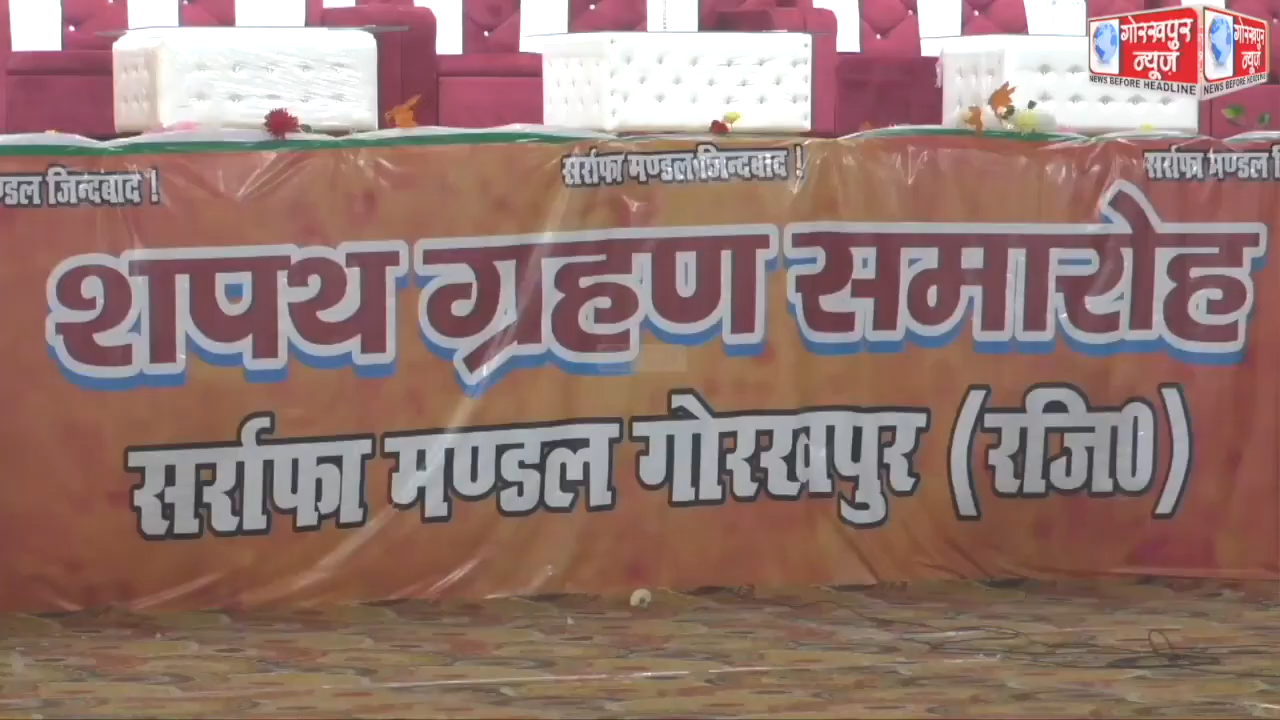 गोरखपुर गोरखपुर
न्यूज़ न्यूज़
NEWS BEFORE HEADLINE NEWS BEFORE HEADLINE
मण्डल जिन्दबाद ! सर्राफा मण्डल जिन्दबाद ! सर्राफा मण्डल
शपथ ग्रहण समारोह
सर्राफा मण्डल गोरखपुर (रजि०)